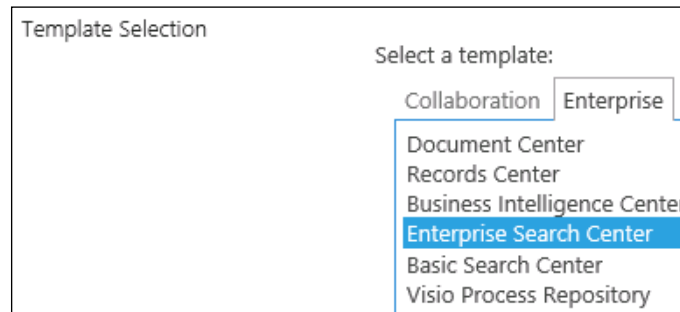 Template Selection
Select a template:
Collaboration Enterprise
Document Center
Records Center
Business Intelligence Center
Enterprise Search Center
Basic Search Center
Visio Process Repository